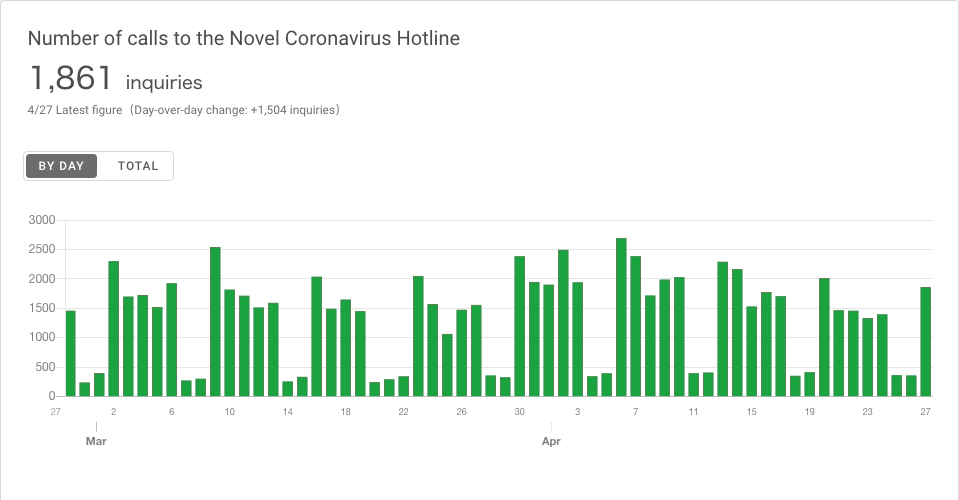 Number of calls to the Novel Coronavirus Hotline
1,861 inquiries
4/27 Latest figure（Day-over-day change: +1,504 inquiries）
BY DAY TOTAL
3000
2500
2000
1500
1000
500
0
27 2 6 10 14 18 22 26 30 3 7 11 15 19 23 27
Mar Apr